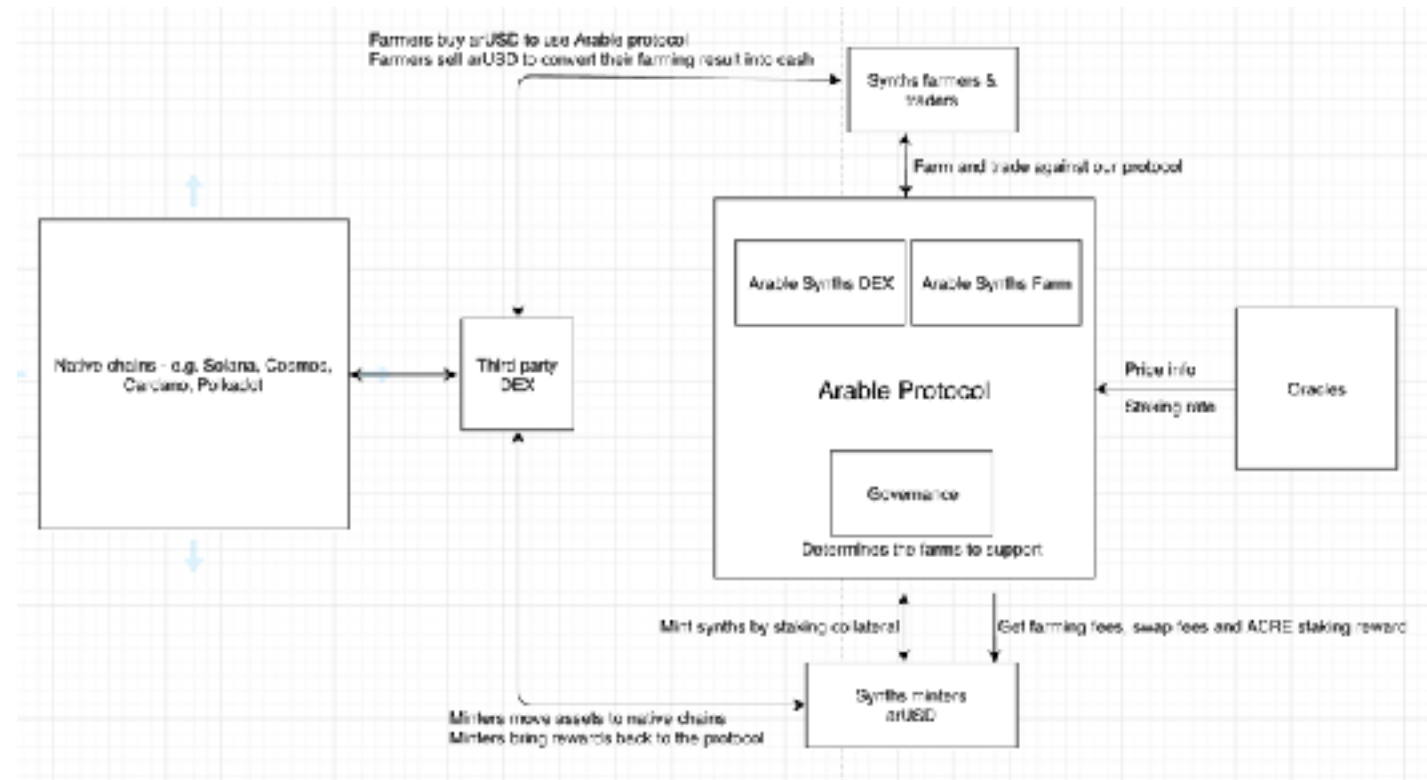 Farmers buy arUSD to use Arable protocol
Farmers sell arUSD to convert their farming result into cash
Synths farmers &
traders
Farm and trade against our protocol
Arable Synths DEX
Arable Synths Farm
Native chains - e.g. Solana, Cosmos,
Cardano, Polkadot
Third party
DEX
Arable Protocol
Price info
Staking rate
Oracles
Governance
Determines the farms to support
Mint synths by staking collateral
Get farming fees, swap fees and ACRE staking reward
Synths minters
arUSD
Minters move assets to native chains
Minters bring rewards back to the protocol